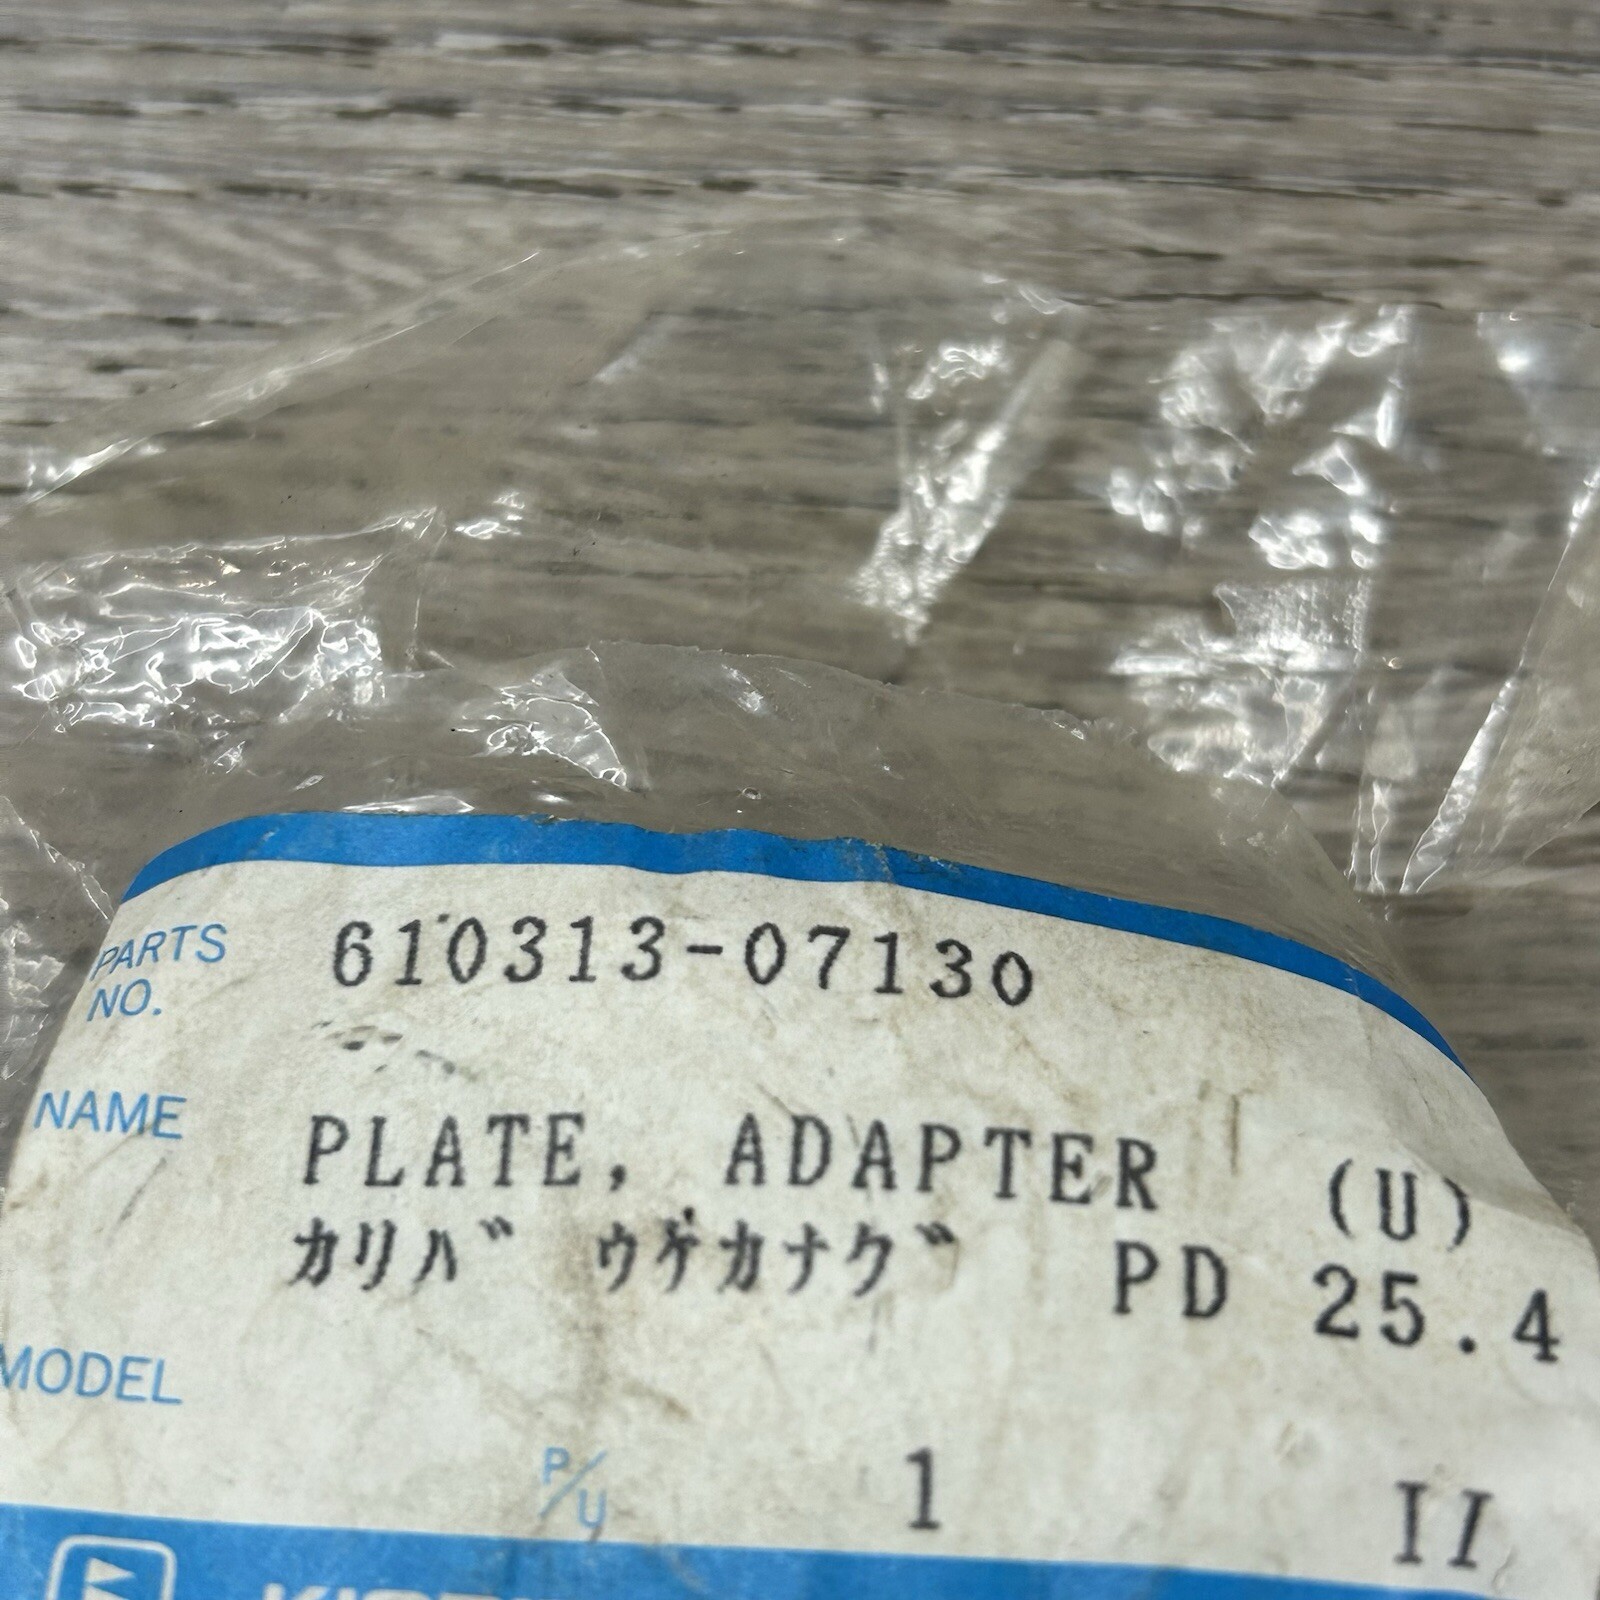 PARTS NO. 610313-07130
NAME PLATE, ADAPTER (U)
カリバ゛ ウケカナグ゛ PD 25.4
MODEL
P/U 1 II